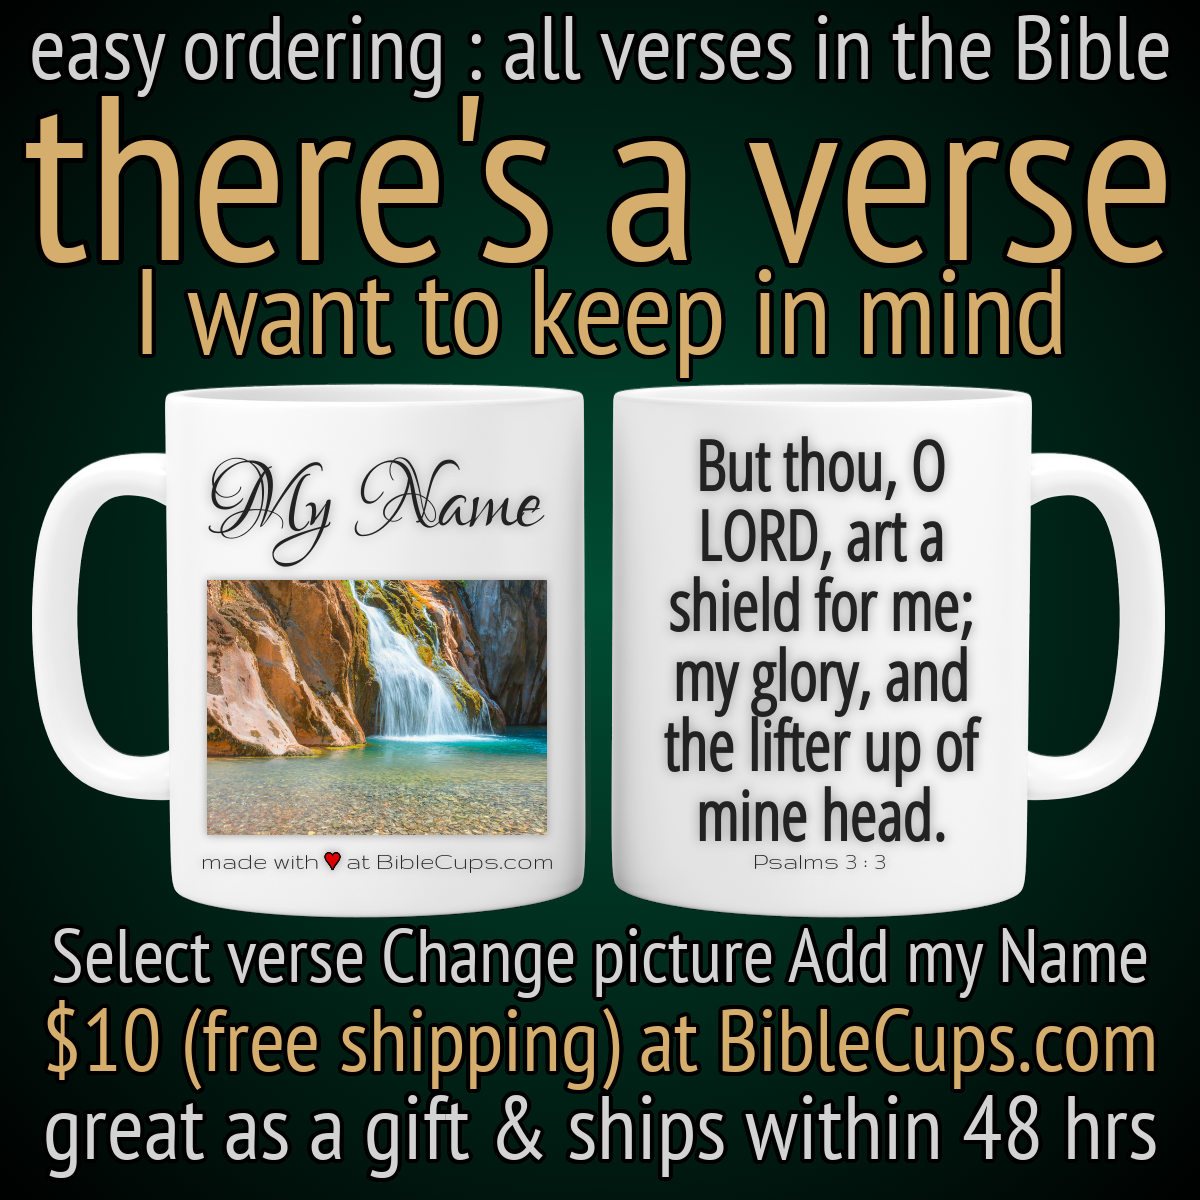 easy ordering : all verses in the Bible
there's a verse
I want to keep in mind
My Name
made with ❤ at BibleCups.com
But thou, O
LORD, art a
shield for me;
my glory, and
the lifter up of
mine head.
Psalms 3 : 3
Select verse Change picture Add my Name
$10 (free shipping) at BibleCups.com
great as a gift & ships within 48 hrs